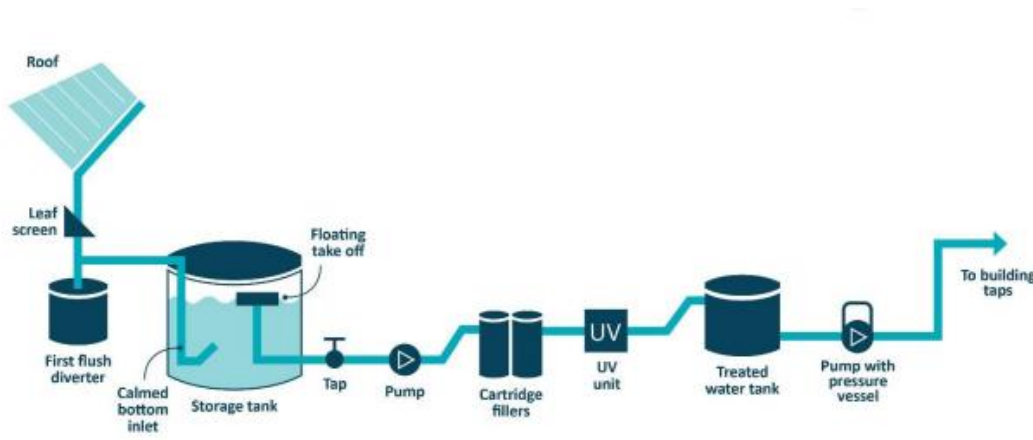 Roof
Leaf
screen
First flush
diverter
Calmed
bottom
inlet
Storage tank
Floating
take off
Tap
Pump
Cartridge
fillers
UV
UV
unit
Treated
water tank
Pump with
pressure
vessel
To building
taps